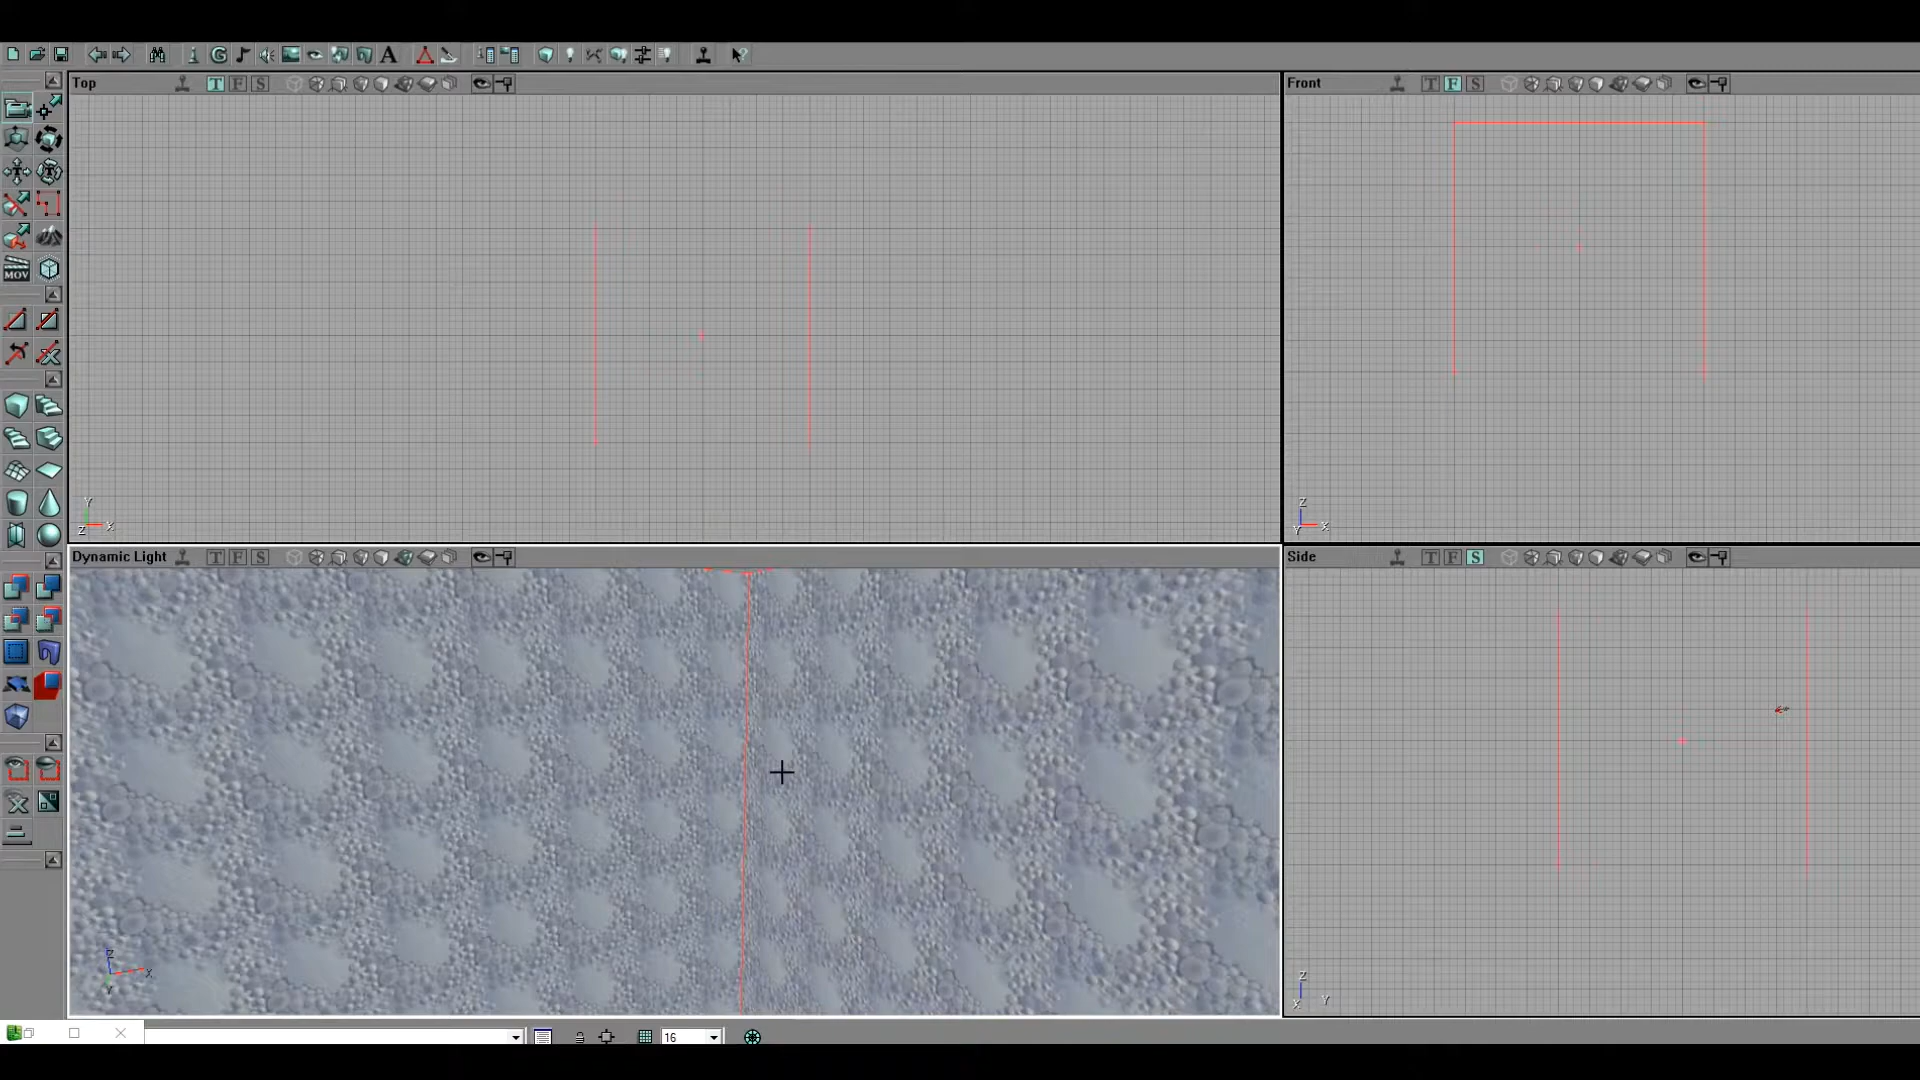 Top
T F S
Front
T F S
MOV
Y
Z X
Z
Y X
Dynamic Light
T F S
Side
T F S
Z
X
Y
Z
X Y
16